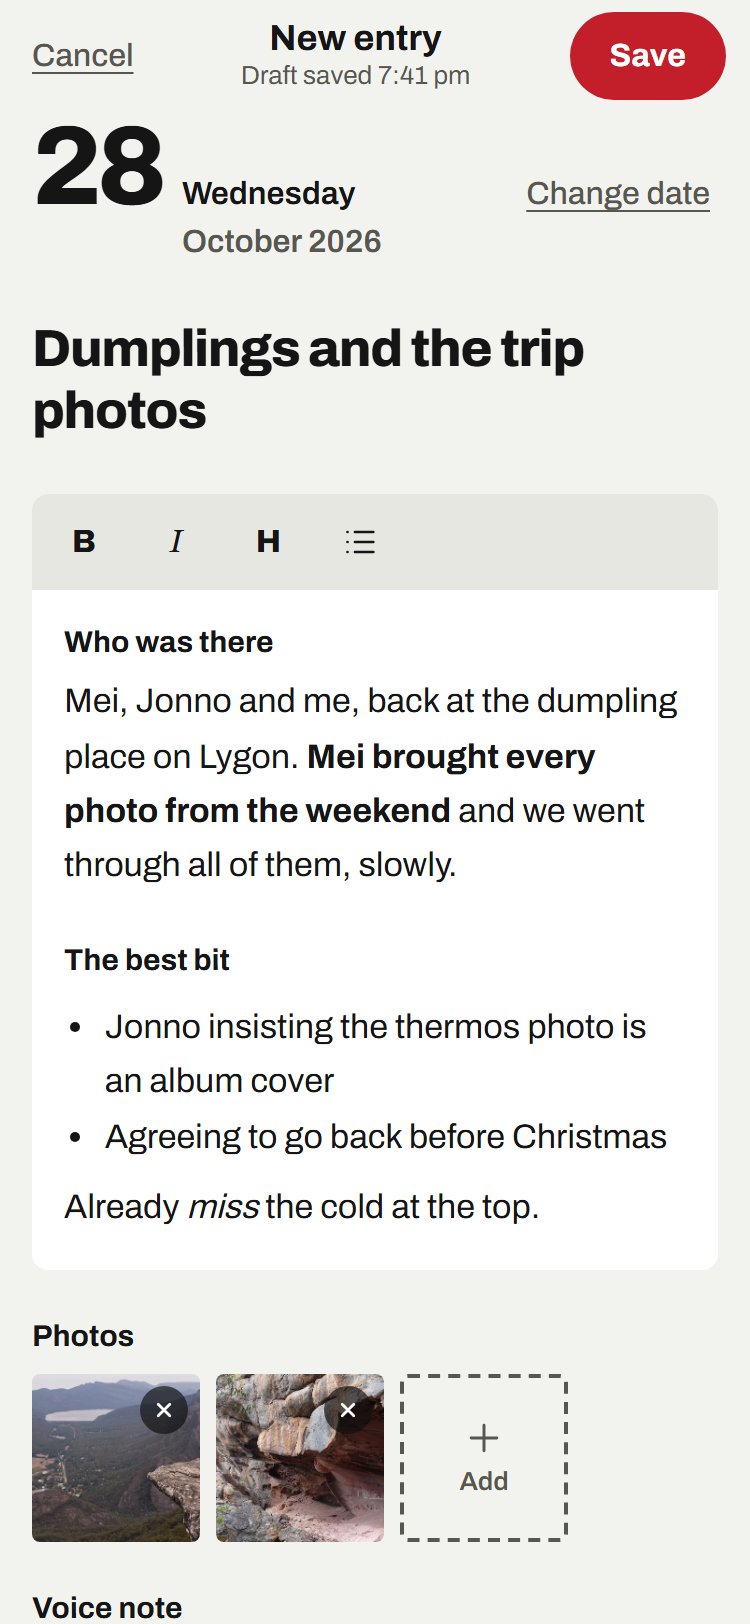 Cancel
New entry
Draft saved 7:41 pm
Save
28
Wednesday
October 2026
Change date
Dumplings and the trip
photos
B I H
Who was there
Mei, Jonno and me, back at the dumpling
place on Lygon. Mei brought every
photo from the weekend and we went
through all of them, slowly.
The best bit
• Jonno insisting the thermos photo is
an album cover
• Agreeing to go back before Christmas
Already miss the cold at the top.
Photos
Add
Voice note